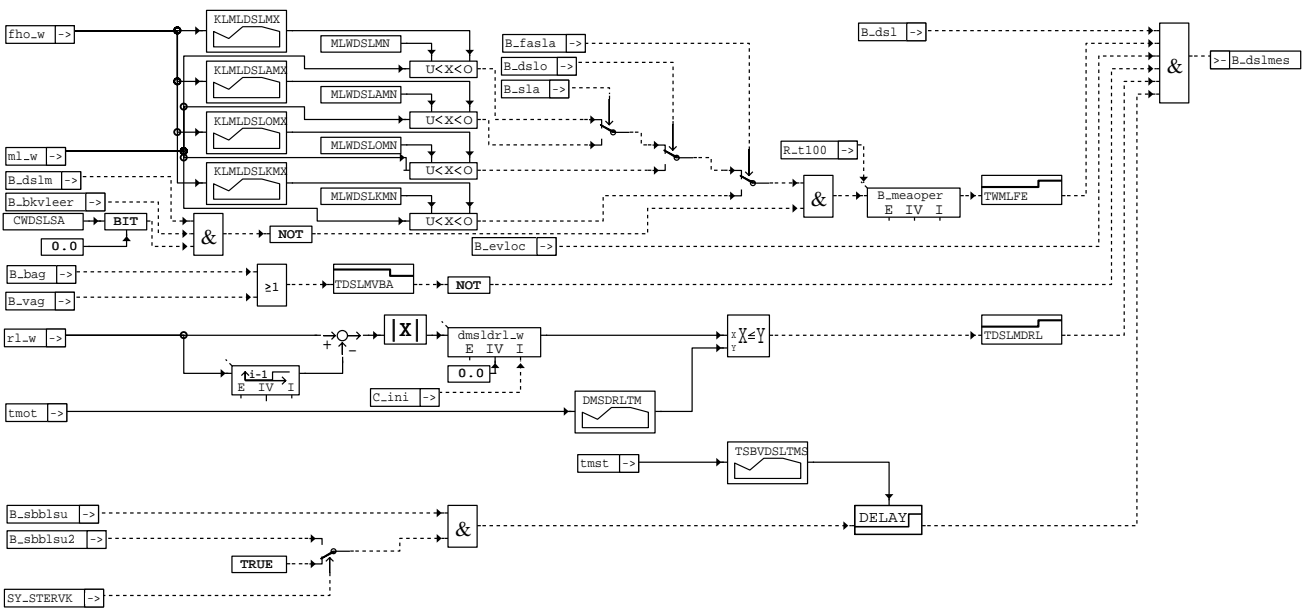 fho_w ->
KLMLDSLMX
MLWDSLMN
U<X<O
KLMLDSLAMX
MLWDSLAMN
U<X<O
KLMLDSLOMX
MLWDSLOMN
U<X<O
KLMLDSLKMX
MLWDSLKMN
U<X<O
B_fasla ->
B_dslo ->
B_sla ->
B_dsl ->
&
>- B_dslmes
ml_w ->
B_dslm ->
B_bkvleer ->
CWDSLSA
BIT
0.0
&
NOT
R_t100 ->
&
B_meaoper
E IV I
TWMLFE
B_evloc ->
B_bag ->
B_vag ->
≥1
TDSLMVBA
NOT
rl_w ->
+
−
|X|
dmsldrl_w
E IV I
0.0
i-1
E IV I
C_ini ->
X
Y
X≤Y
TDSLMDRL
tmot ->
DMSDRLTM
tmst ->
TSBVDSLTMS
DELAY
B_sbblsu ->
B_sbblsu2 ->
&
TRUE
SY_STERVK ->